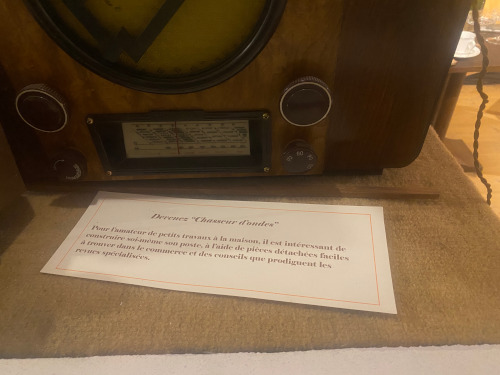 Devenez "Chasseur d'ondes"
Pour l'amateur de petits travaux à la maison, il est intéressant de
construire soi-même son poste, à l'aide de pièces détachées faciles
à trouver dans le commerce et des conseils que prodiguent les
revues spécialisées.